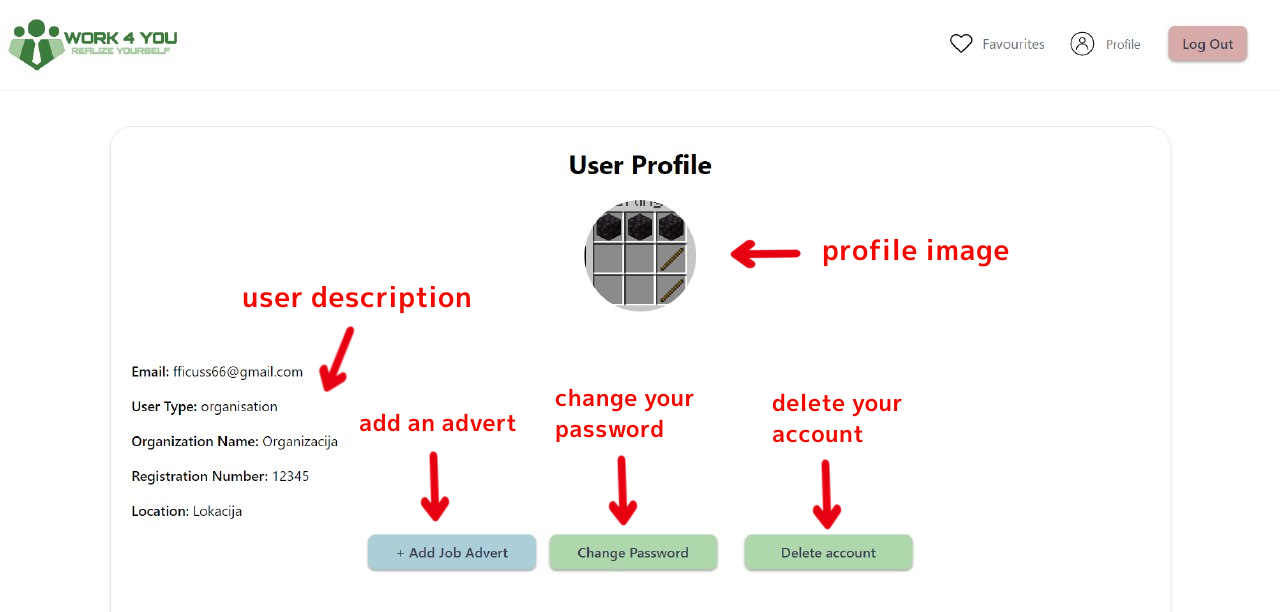 WORK 4 YOU
REALIZE YOURSELF
Favourites
Profile
Log Out
User Profile
profile image
user description
Email: fficuss66@gmail.com
User Type: organisation
Organization Name: Organizacija
Registration Number: 12345
Location: Lokacija
add an advert
change your
password
delete your
account
+ Add Job Advert
Change Password
Delete account